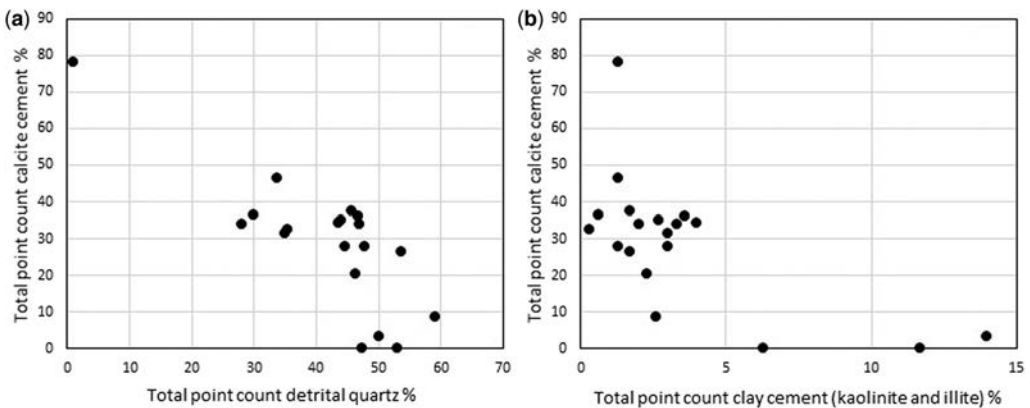 (a)
Total point count calcite cement %
90
80
70
60
50
40
30
20
10
0
0 10 20 30 40 50 60 70
Total point count detrital quartz %
(b)
Total point count calcite cement %
90
80
70
60
50
40
30
20
10
0
0 5 10 15
Total point count clay cement (kaolinite and illite) %